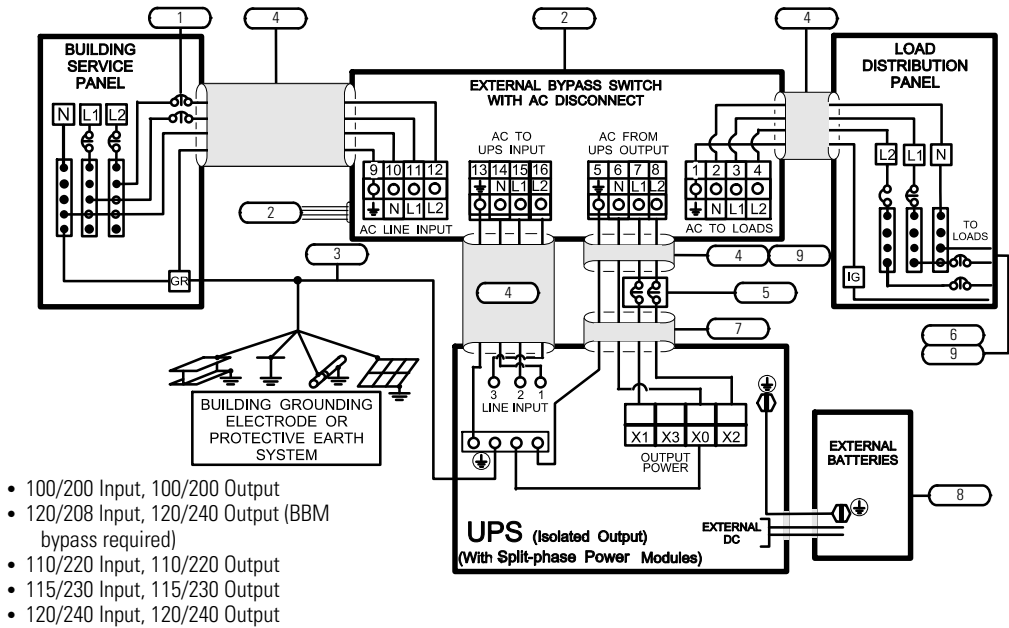 1
4
2
4
BUILDING
SERVICE
PANEL
N L1 L2
GR
EXTERNAL BYPASS SWITCH
WITH AC DISCONNECT
AC TO
UPS INPUT
AC FROM
UPS OUTPUT
9 10 11 12
N L1 L2
AC LINE INPUT
13 14 15 16
N L1 L2
5 6 7 8
N L1 L2
1 2 3 4
N L1 L2
AC TO LOADS
LOAD
DISTRIBUTION
PANEL
L2 L1 N
TO
LOADS
IG
2
3
4
4
9
5
7
6
9
BUILDING GROUNDING
ELECTRODE OR
PROTECTIVE EARTH
SYSTEM
3 2 1
LINE INPUT
X1 X3 X0 X2
OUTPUT
POWER
UPS (Isolated Output)
(With Split-phase Power Modules)
EXTERNAL
DC
EXTERNAL
BATTERIES
8
• 100/200 Input, 100/200 Output
• 120/208 Input, 120/240 Output (BBM
bypass required)
• 110/220 Input, 110/220 Output
• 115/230 Input, 115/230 Output
• 120/240 Input, 120/240 Output